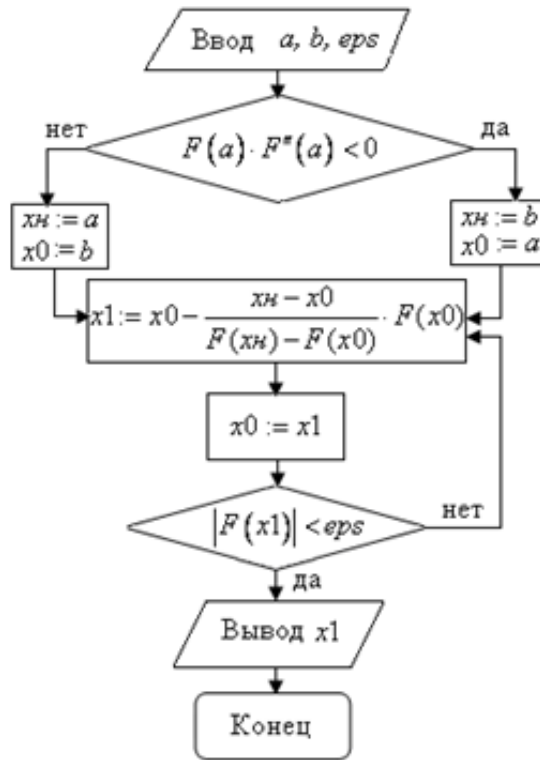 Ввод a, b, eps
нет
да
F(a) · F″(a) < 0
xн := a
x0 := b
xн := b
x0 := a
x1 := x0 − (xн − x0) / (F(xн) − F(x0)) · F(x0)
x0 := x1
|F(x1)| < eps
нет
да
Вывод x1
Конец